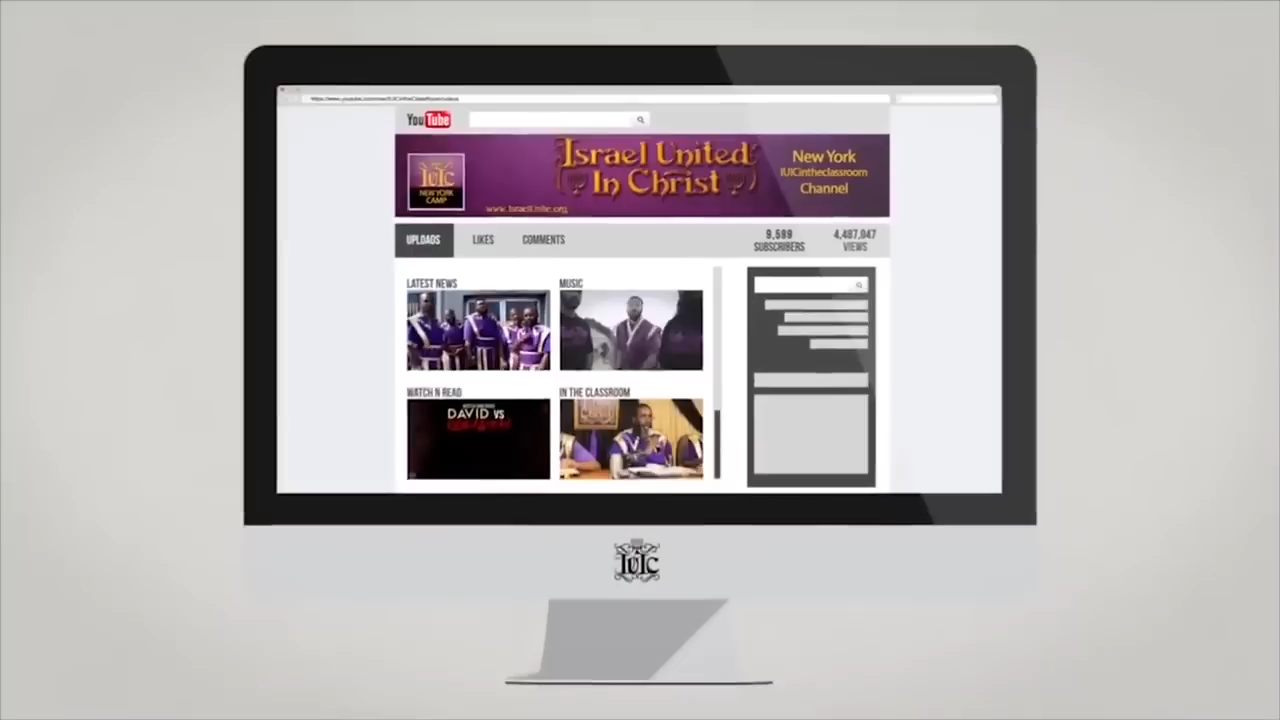 YouTube
Israel United
In Christ
IUIC
NEW YORK
CAMP
www.IsraelUnite.org
New York
IUICintheclassroom
Channel
UPLOADS
LIKES
COMMENTS
9,589
SUBSCRIBERS
4,487,947
VIEWS
LATEST NEWS
MUSIC
WATCH N READ
IN THE CLASSROOM
DAVID VS
IUIC